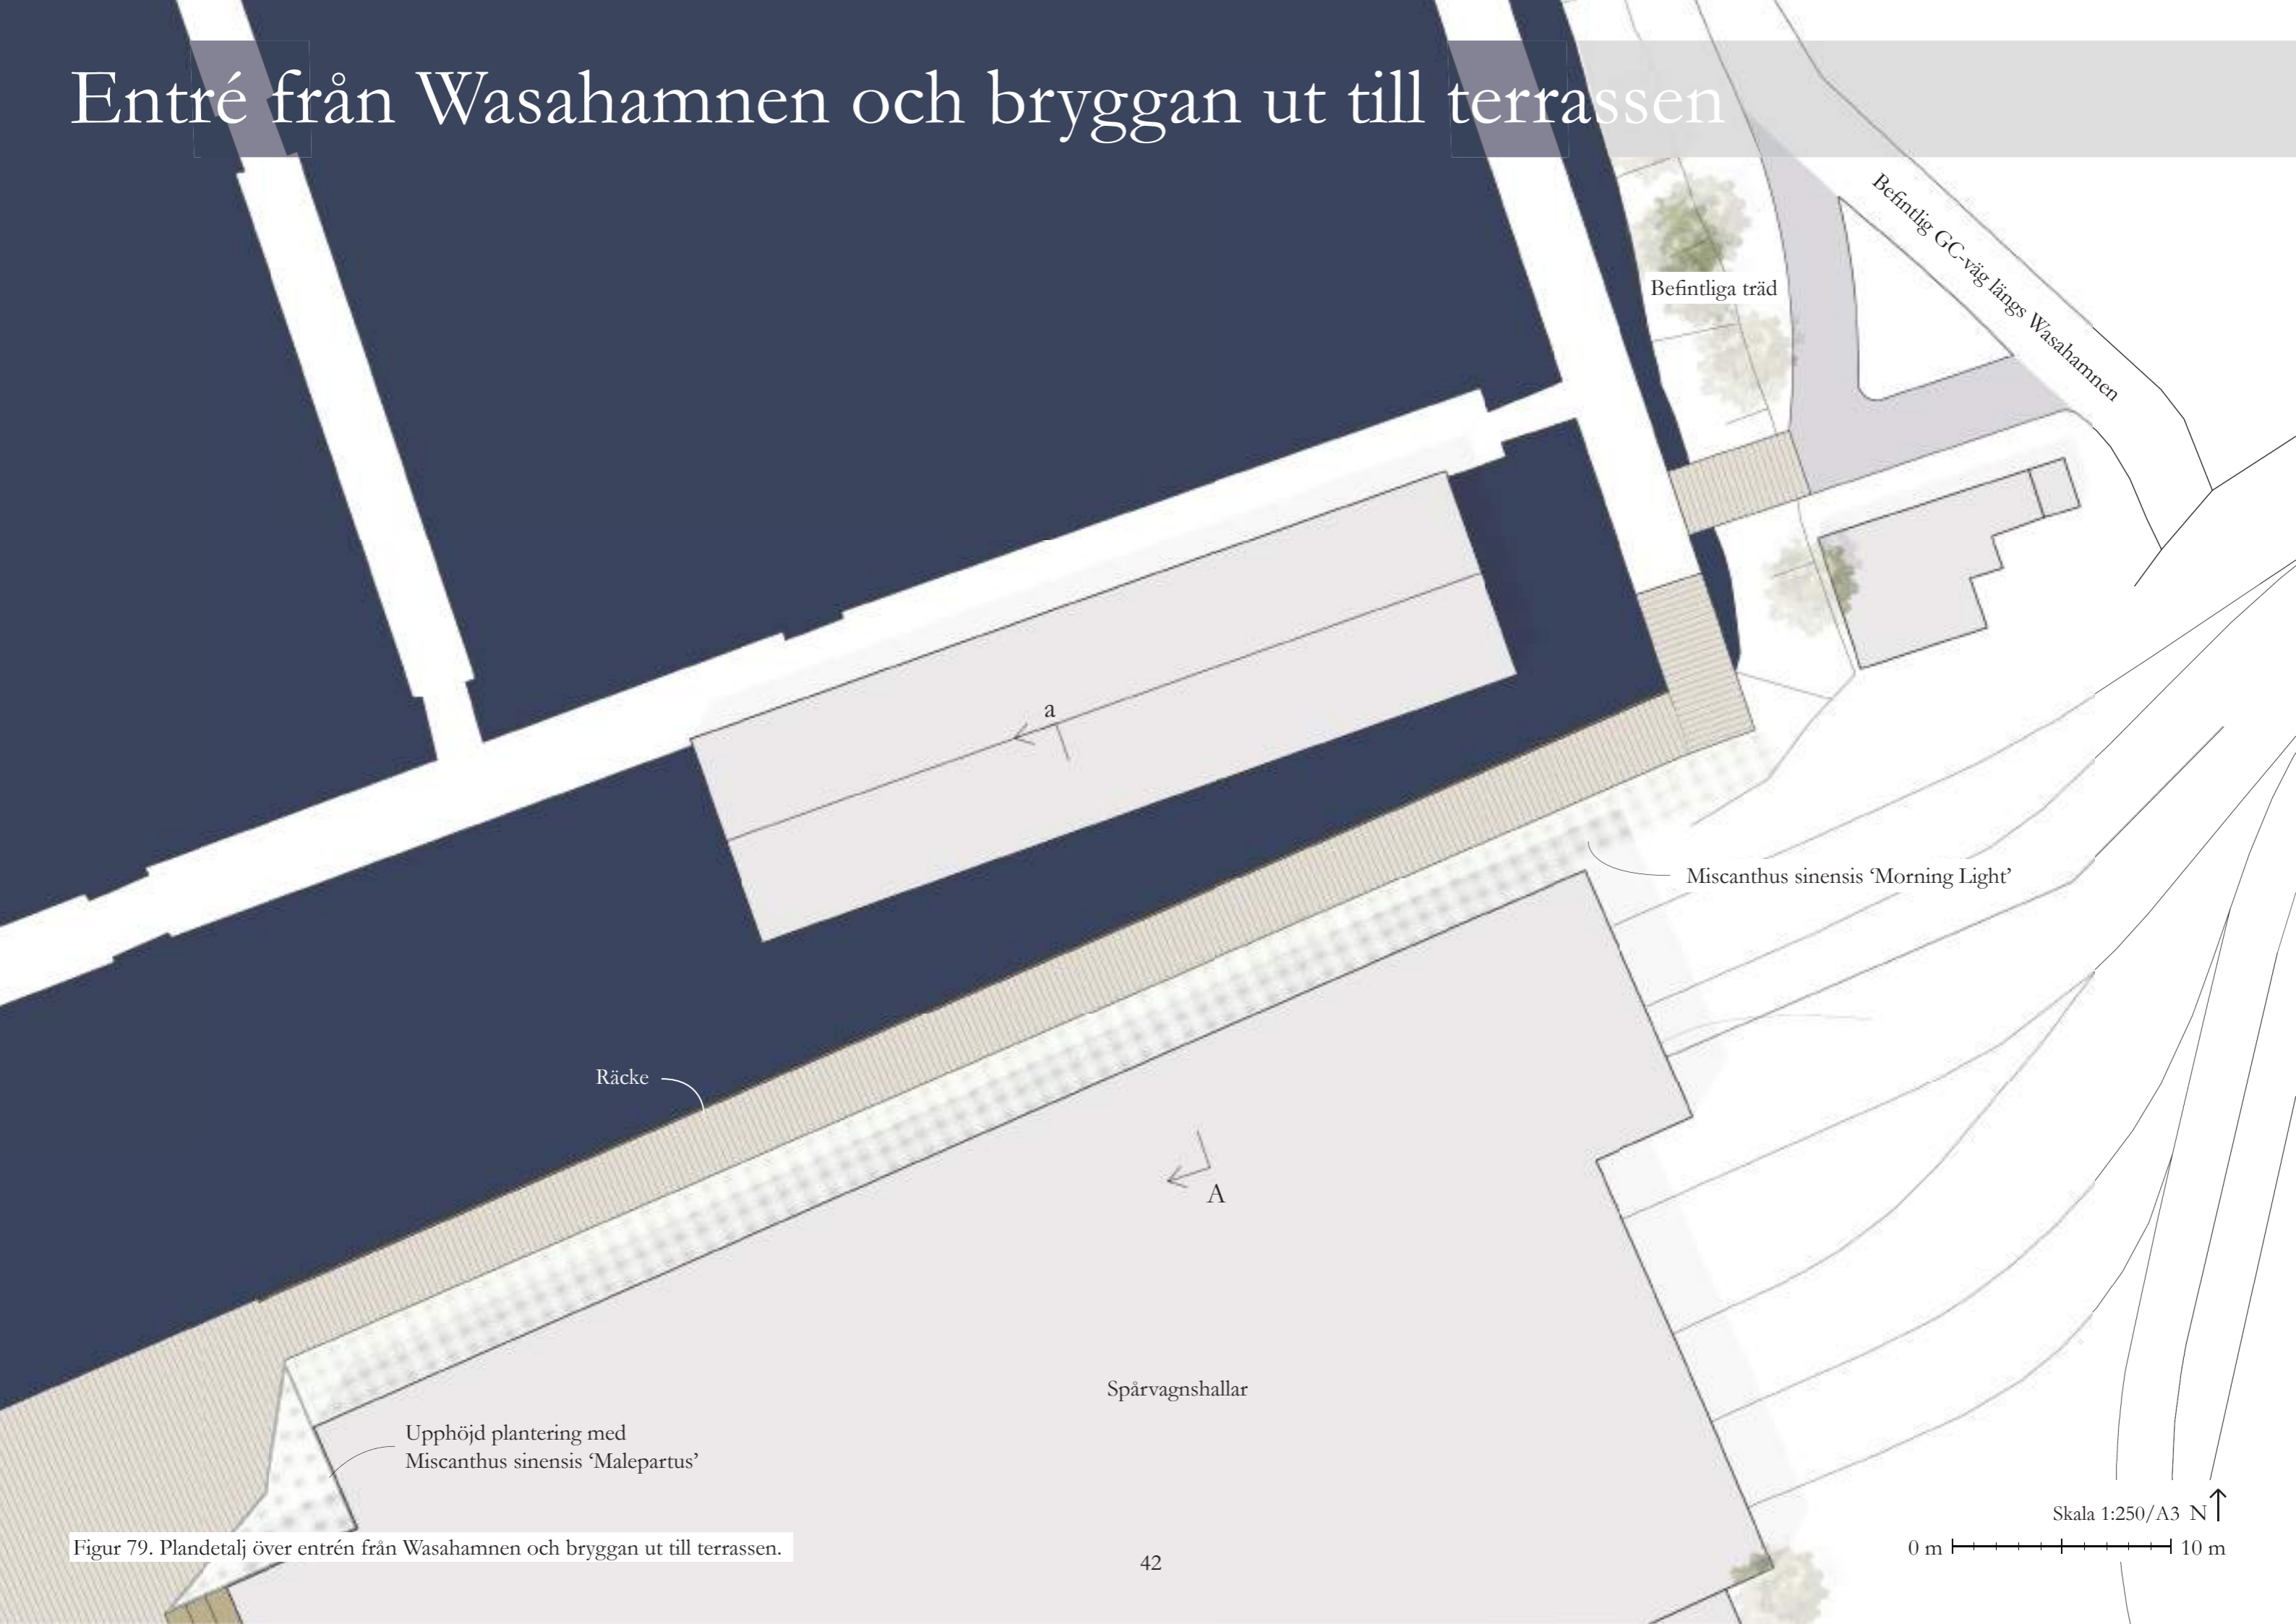 Entré från Wasahamnen och bryggan ut till terrassen
Befintlig GC-väg längs Wasahamnen
Befintliga träd
a
Miscanthus sinensis ‘Morning Light’
Räcke
A
Spårvagnshallar
Upphöjd plantering med
Miscanthus sinensis ‘Malepartus’
Skala 1:250/A3 N
0 m 10 m
Figur 79. Plandetalj över entrén från Wasahamnen och bryggan ut till terrassen.
42